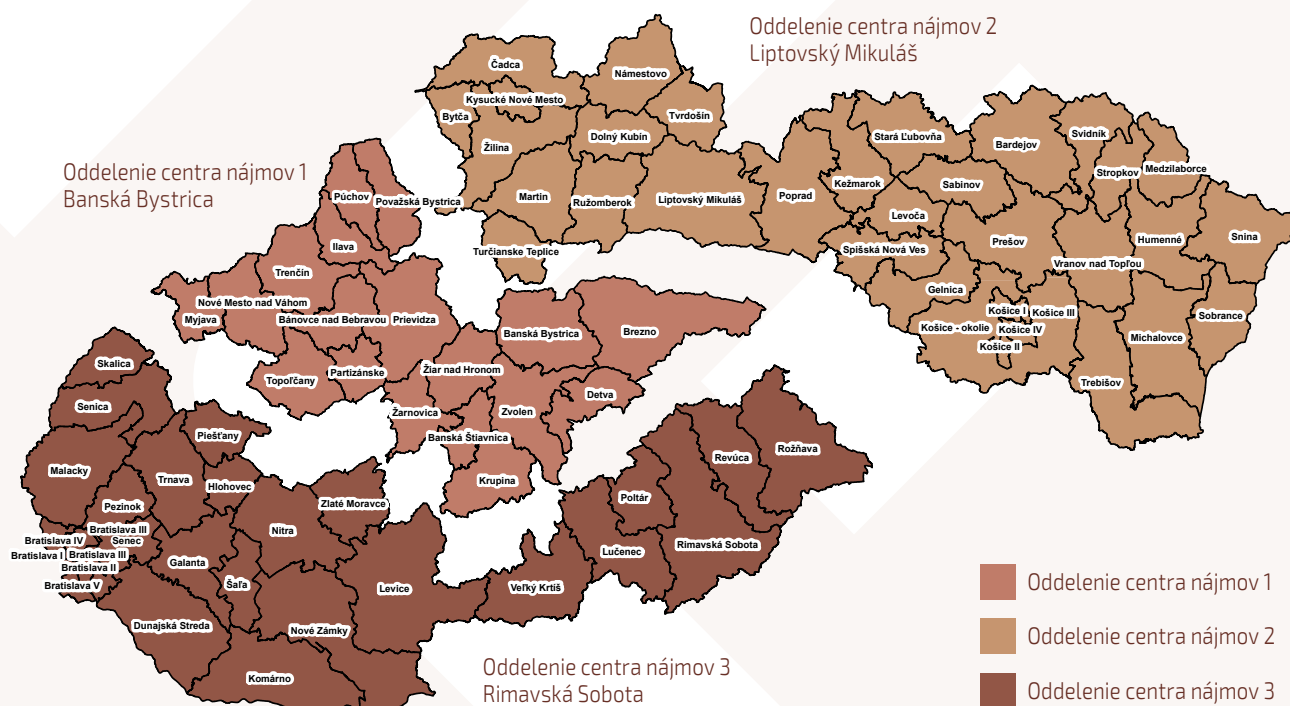 Oddelenie centra nájmov 2
Liptovský Mikuláš
Čadca
Námestovo
Kysucké Nové Mesto
Bytča
Tvrdošín
Dolný Kubín
Žilina
Martin
Ružomberok
Liptovský Mikuláš
Turčianske Teplice
Poprad
Kežmarok
Stará Ľubovňa
Bardejov
Svidník
Stropkov
Medzilaborce
Sabinov
Levoča
Spišská Nová Ves
Prešov
Humenné
Snina
Vranov nad Topľou
Gelnica
Košice I
Košice III
Košice - okolie
Košice IV
Košice II
Michalovce
Sobrance
Trebišov
Oddelenie centra nájmov 1
Banská Bystrica
Púchov
Považská Bystrica
Ilava
Trenčín
Nové Mesto nad Váhom
Myjava
Bánovce nad Bebravou
Prievidza
Banská Bystrica
Brezno
Topoľčany
Partizánske
Žiar nad Hronom
Detva
Žarnovica
Zvolen
Banská Štiavnica
Krupina
Skalica
Senica
Piešťany
Malacky
Trnava
Hlohovec
Zlaté Moravce
Pezinok
Nitra
Bratislava III
Bratislava IV
Senec
Bratislava I
Bratislava III
Bratislava II
Bratislava V
Galanta
Šaľa
Levice
Dunajská Streda
Nové Zámky
Komárno
Veľký Krtíš
Lučenec
Poltár
Rimavská Sobota
Revúca
Rožňava
Oddelenie centra nájmov 3
Rimavská Sobota
Oddelenie centra nájmov 1
Oddelenie centra nájmov 2
Oddelenie centra nájmov 3